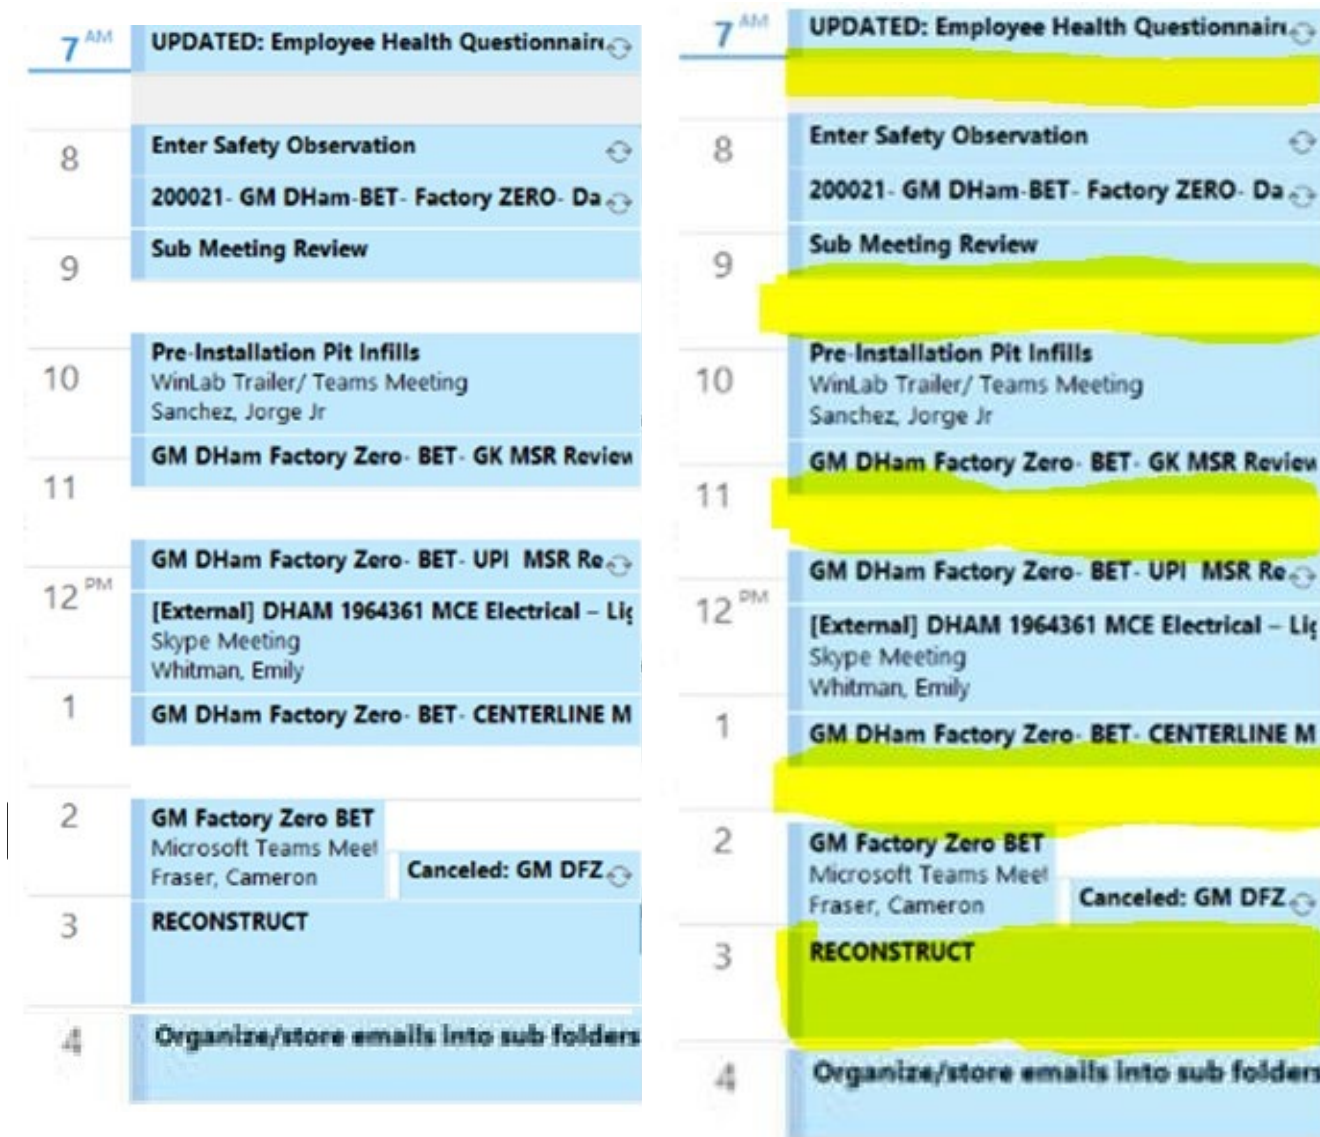 7 AM
UPDATED: Employee Health Questionnair
8
Enter Safety Observation
200021- GM DHam-BET- Factory ZERO- Da
9
Sub Meeting Review
10
Pre-Installation Pit Infills
WinLab Trailer/ Teams Meeting
Sanchez, Jorge Jr
GM DHam Factory Zero- BET- GK MSR Review
11
GM DHam Factory Zero- BET- UPI MSR Re
12 PM
[External] DHAM 1964361 MCE Electrical – Lig
Skype Meeting
Whitman, Emily
1
GM DHam Factory Zero- BET- CENTERLINE M
2
GM Factory Zero BET
Microsoft Teams Meet
Fraser, Cameron
Canceled: GM DFZ
3
RECONSTRUCT
4
Organize/store emails into sub folders
7 AM
UPDATED: Employee Health Questionnair
8
Enter Safety Observation
200021- GM DHam-BET- Factory ZERO- Da
9
Sub Meeting Review
10
Pre-Installation Pit Infills
WinLab Trailer/ Teams Meeting
Sanchez, Jorge Jr
GM DHam Factory Zero- BET- GK MSR Review
11
GM DHam Factory Zero- BET- UPI MSR Re
12 PM
[External] DHAM 1964361 MCE Electrical – Lig
Skype Meeting
Whitman, Emily
1
GM DHam Factory Zero- BET- CENTERLINE M
2
GM Factory Zero BET
Microsoft Teams Meet
Fraser, Cameron
Canceled: GM DFZ
3
RECONSTRUCT
4
Organize/store emails into sub folders